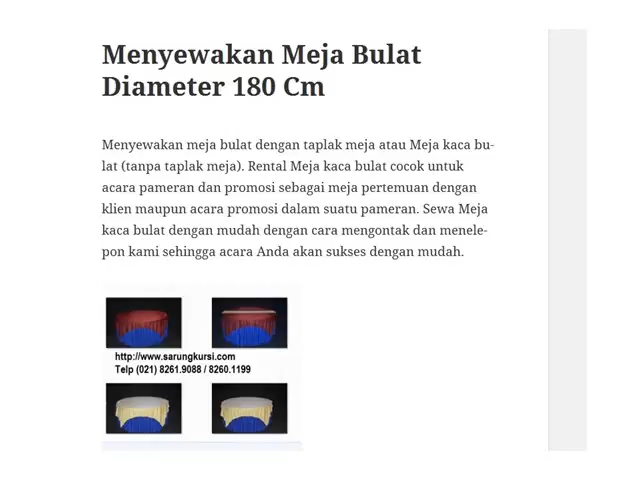 Menyewakan Meja Bulat
Diameter 180 Cm
Menyewakan meja bulat dengan taplak meja atau Meja kaca bu-
lat (tanpa taplak meja). Rental Meja kaca bulat cocok untuk
acara pameran dan promosi sebagai meja pertemuan dengan
klien maupun acara promosi dalam suatu pameran. Sewa Meja
kaca bulat dengan mudah dengan cara mengontak dan menele-
pon kami sehingga acara Anda akan sukses dengan mudah.
http://www.sarungkursi.com
Telp (021) 8261.9088 / 8260.1199